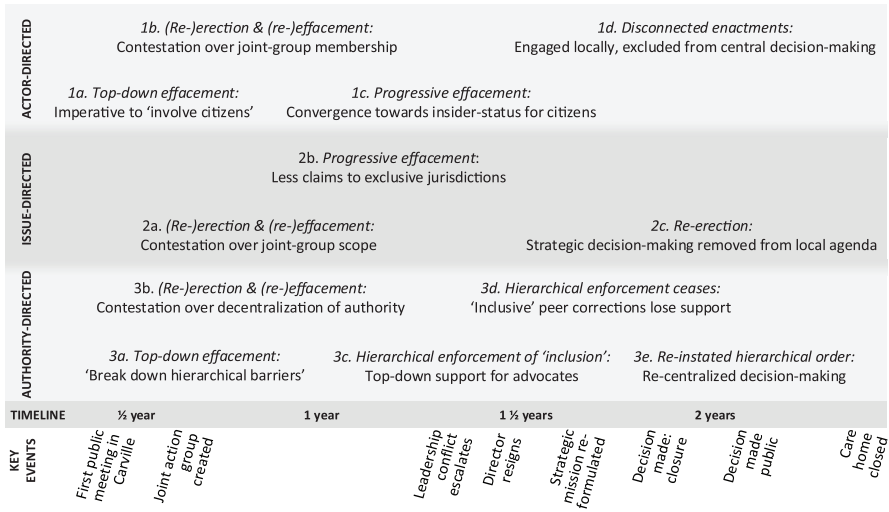 ACTOR-DIRECTED
1b. (Re-)erection & (re-)effacement:
Contestation over joint-group membership
1d. Disconnected enactments:
Engaged locally, excluded from central decision-making
1a. Top-down effacement:
Imperative to ‘involve citizens’
1c. Progressive effacement:
Convergence towards insider-status for citizens
ISSUE-DIRECTED
2b. Progressive effacement:
Less claims to exclusive jurisdictions
2a. (Re-)erection & (re-)effacement:
Contestation over joint-group scope
2c. Re-erection:
Strategic decision-making removed from local agenda
AUTHORITY-DIRECTED
3b. (Re-)erection & (re-)effacement:
Contestation over decentralization of authority
3d. Hierarchical enforcement ceases:
‘Inclusive’ peer corrections lose support
3a. Top-down effacement:
‘Break down hierarchical barriers’
3c. Hierarchical enforcement of ‘inclusion’:
Top-down support for advocates
3e. Re-instated hierarchical order:
Re-centralized decision-making
TIMELINE
½ year
1 year
1 ½ years
2 years
KEY
EVENTS
First public
meeting in
Carville
Joint action
group
created
Leadership
conflict
escalates
Director
resigns
Strategic
mission re-
formulated
Decision
made:
closure
Decision
made
public
Care
home
closed